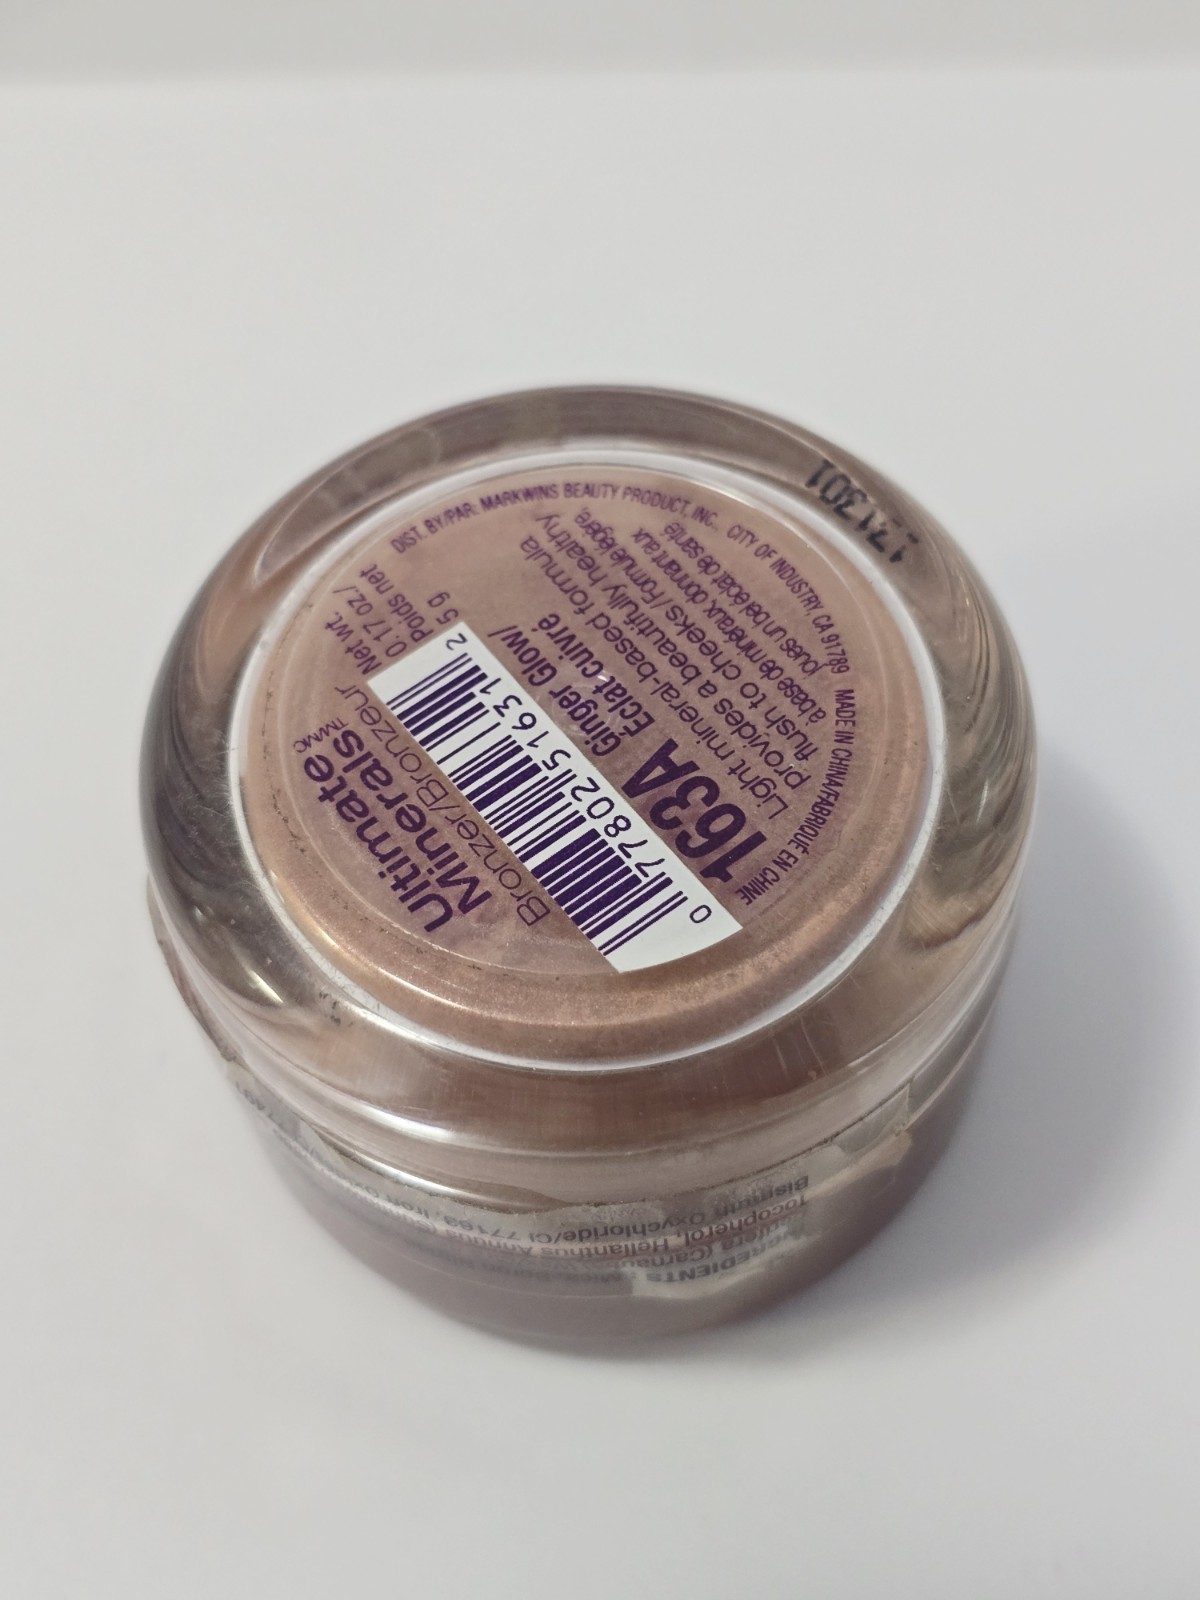 Ultimate
Minerals TM/MC
Bronzer/Bronzeur
Net wt.
0.17 oz./
Poids net
5 g
0 77802 51631 2
163A Ginger Glow/
Éclat cuivré
Light mineral-based formula
provides a beautifully healthy
flush to cheeks/Formule légère,
à base de minéraux, donnant aux
joues un bel éclat de santé
DIST. BY/PAR: MARKWINS BEAUTY PRODUCT, INC., CITY OF INDUSTRY, CA 91789 MADE IN CHINA/FABRIQUÉ EN CHINE
171301
Tocopherol, Helianthus Annuus
Bismuth Oxychloride/CI 77163, Iron